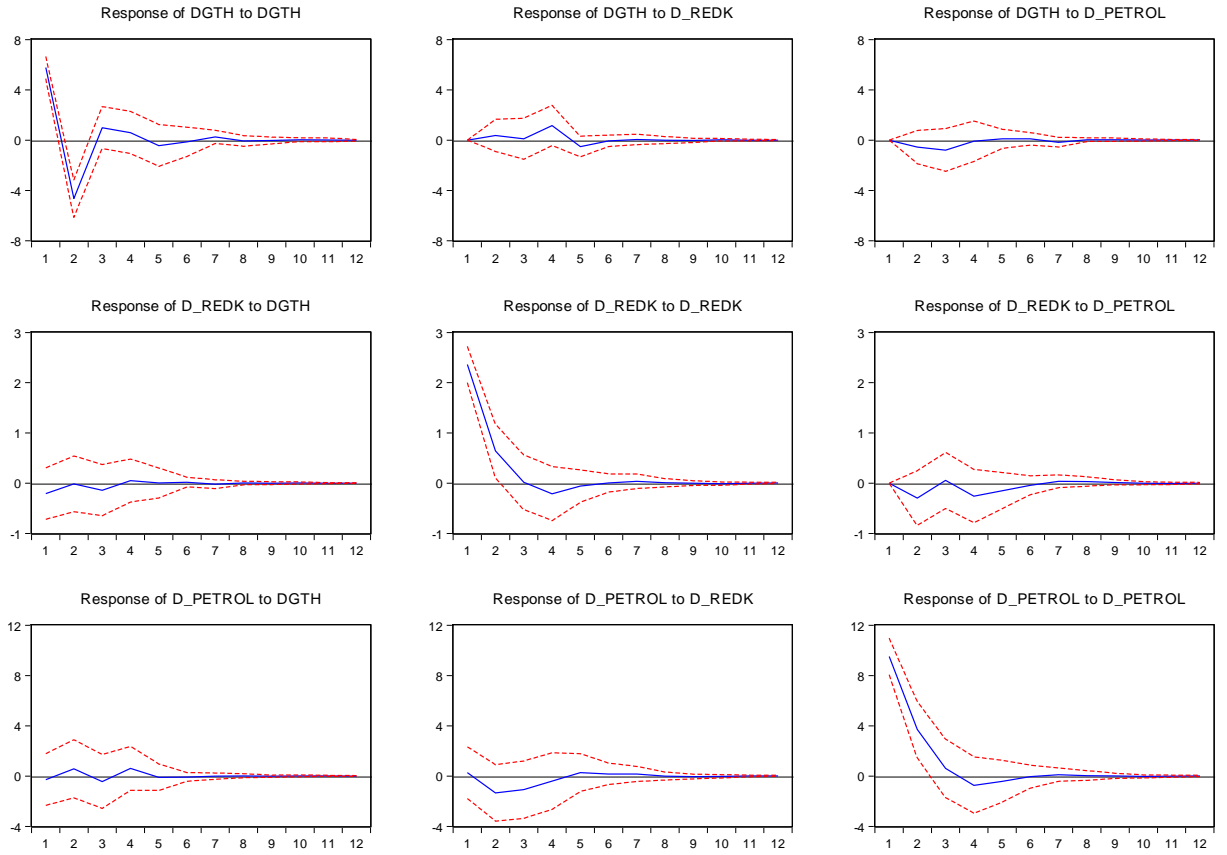 Response of DGTH to DGTH
8
4
0
-4
-8
1 2 3 4 5 6 7 8 9 10 11 12
Response of DGTH to D_REDK
8
4
0
-4
-8
1 2 3 4 5 6 7 8 9 10 11 12
Response of DGTH to D_PETROL
8
4
0
-4
-8
1 2 3 4 5 6 7 8 9 10 11 12
Response of D_REDK to DGTH
3
2
1
0
-1
1 2 3 4 5 6 7 8 9 10 11 12
Response of D_REDK to D_REDK
3
2
1
0
-1
1 2 3 4 5 6 7 8 9 10 11 12
Response of D_REDK to D_PETROL
3
2
1
0
-1
1 2 3 4 5 6 7 8 9 10 11 12
Response of D_PETROL to DGTH
12
8
4
0
-4
1 2 3 4 5 6 7 8 9 10 11 12
Response of D_PETROL to D_REDK
12
8
4
0
-4
1 2 3 4 5 6 7 8 9 10 11 12
Response of D_PETROL to D_PETROL
12
8
4
0
-4
1 2 3 4 5 6 7 8 9 10 11 12